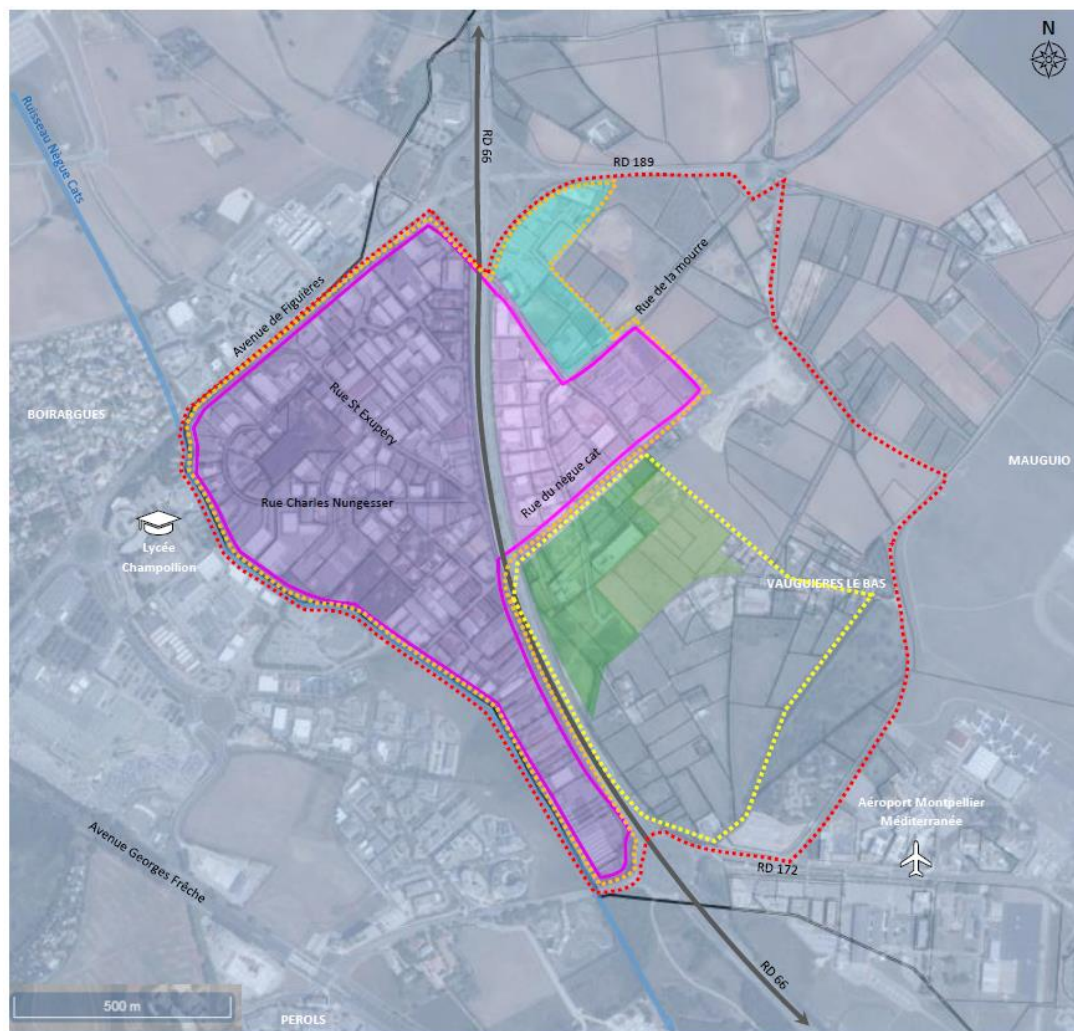 N
Ruisseau Nègue Cats
RD 66
RD 189
Rue de la mourre
Avenue de Figuières
Rue St Exupéry
BOIRARGUES
MAUGUIO
Rue du nègue cat
Rue Charles Nungesser
Lycée
Champollion
VAUGUIERES LE BAS
Aéroport Montpellier
Méditerranée
Avenue Georges Frêche
RD 172
RD 66
500 m
PEROLS